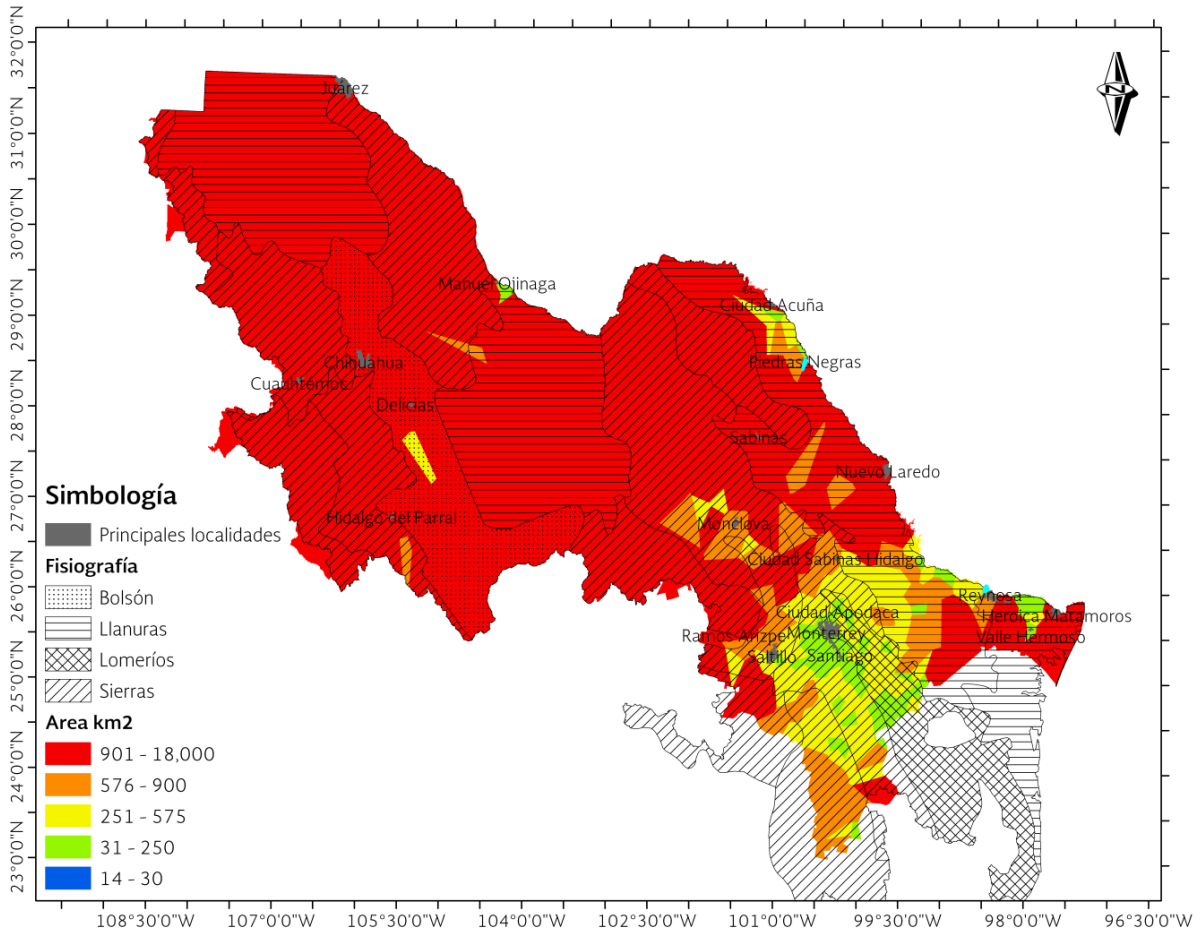 32°0'0"N
31°0'0"N
30°0'0"N
29°0'0"N
28°0'0"N
27°0'0"N
26°0'0"N
25°0'0"N
24°0'0"N
23°0'0"N
N
Juárez
Manuel Ojinaga
Ciudad Acuña
Chihuahua
Piedras Negras
Cuauhtémoc
Delicias
Sabinas
Nuevo Laredo
Hidalgo del Parral
Monclova
Ciudad Sabinas Hidalgo
Reynosa
Ciudad Apodaca
Heroica Matamoros
Ramos Arizpe
Monterrey
Valle Hermoso
Saltillo
Santiago
Simbología
Principales localidades
Fisiografía
Bolsón
Llanuras
Lomeríos
Sierras
Area km2
901 - 18,000
576 - 900
251 - 575
31 - 250
14 - 30
108°30'0"W
107°0'0"W
105°30'0"W
104°0'0"W
102°30'0"W
101°0'0"W
99°30'0"W
98°0'0"W
96°30'0"W